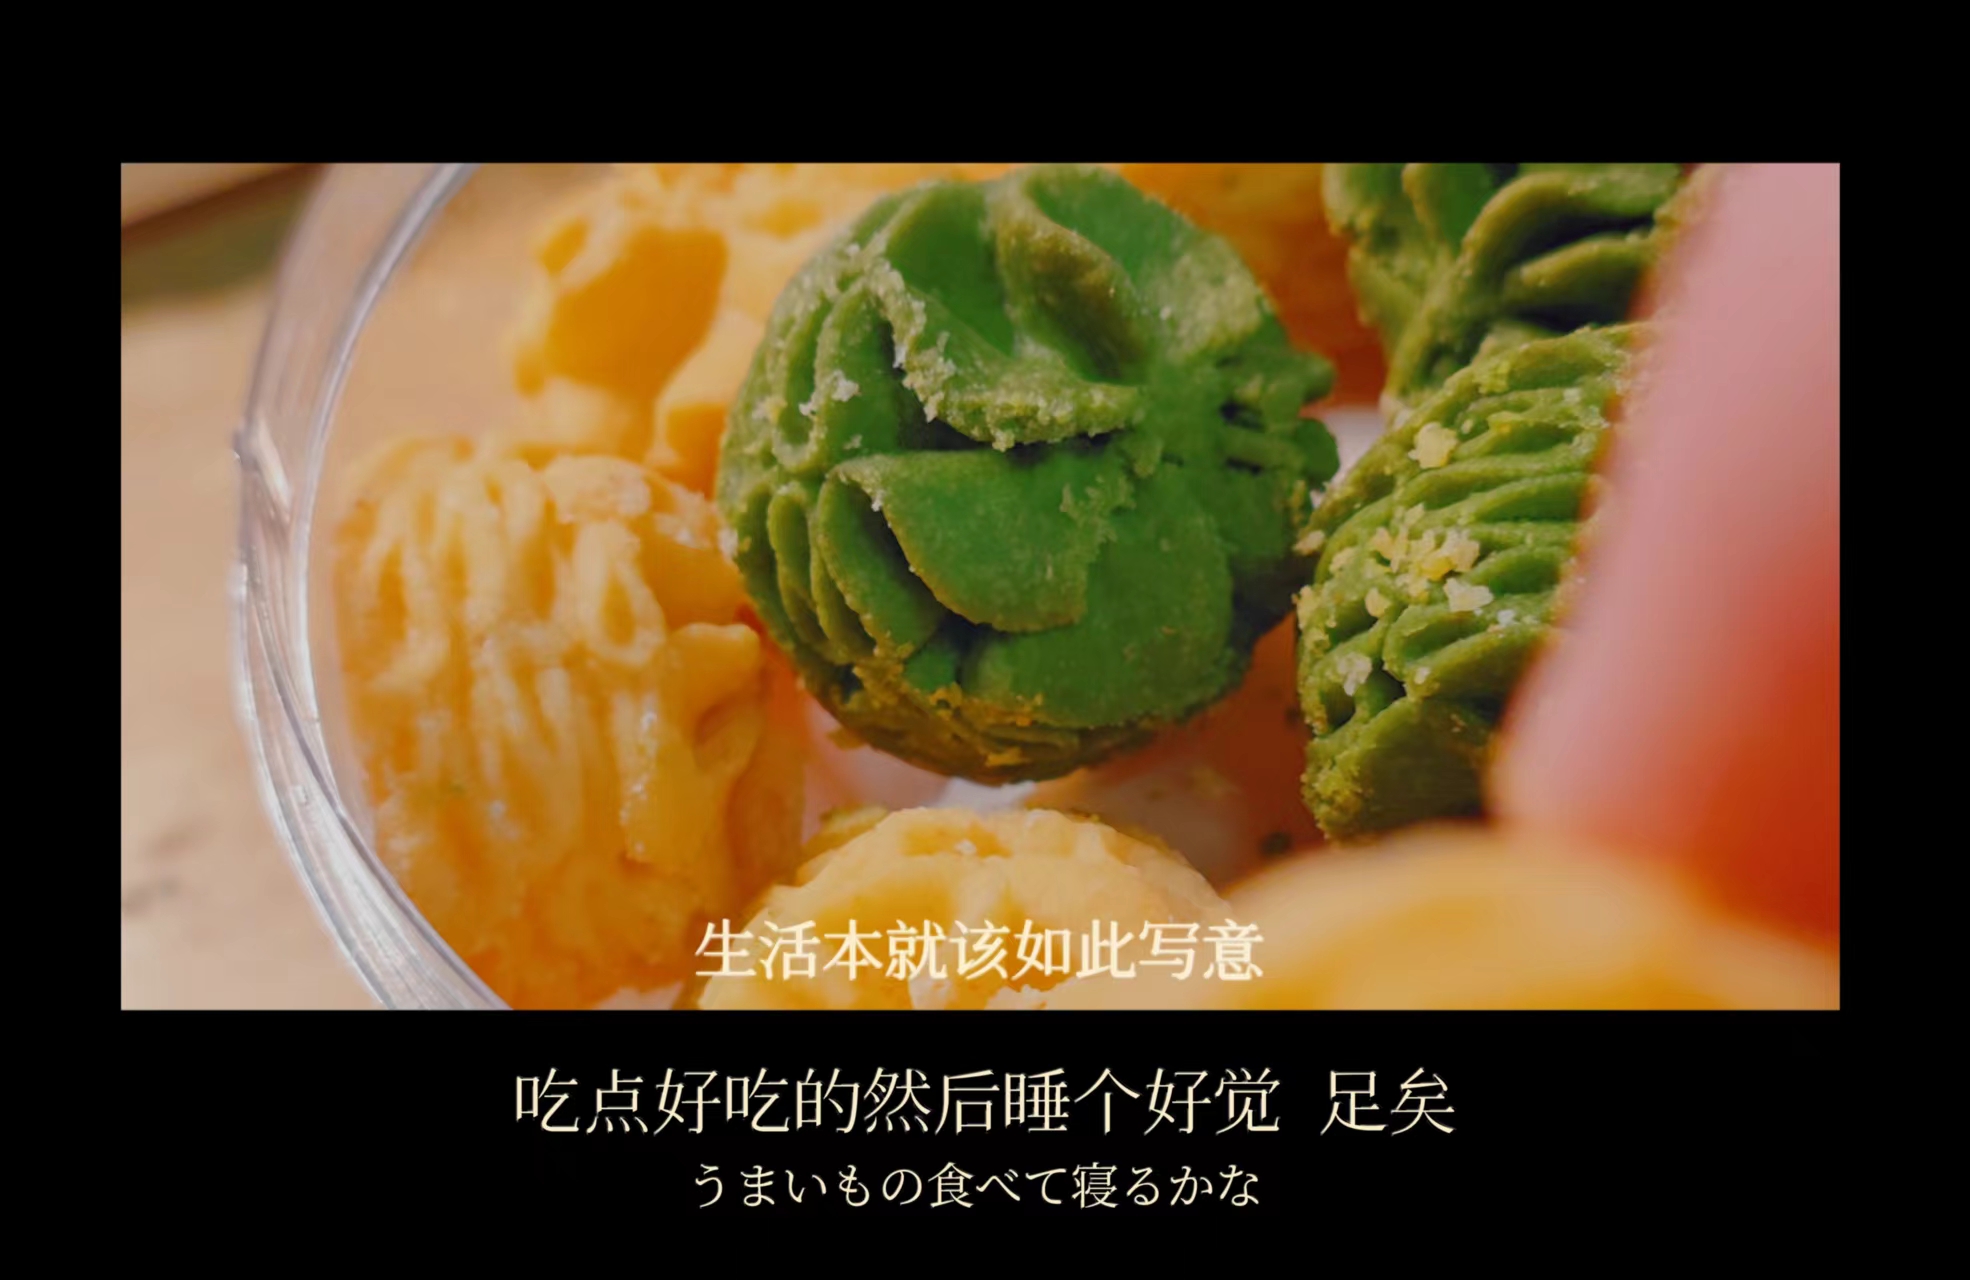 生活本就该如此写意
吃点好吃的然后睡个好觉 足矣
うまいもの食べて寝るかな